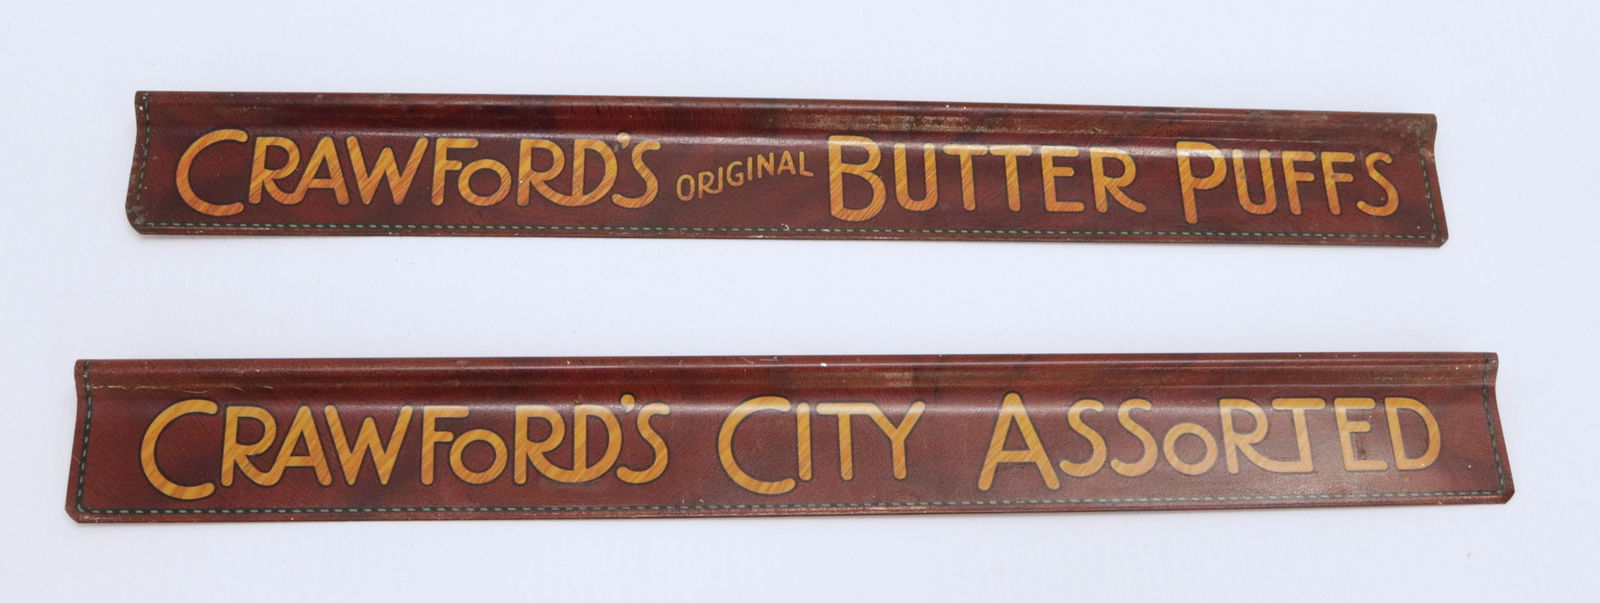 CRAWFORD'S ORIGINAL BUTTER PUFFS
CRAWFORD'S CITY ASSORTED